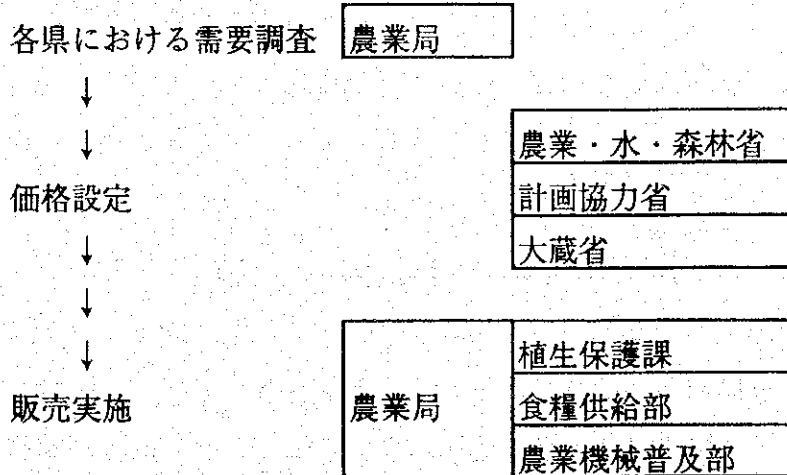 各県における需要調査 農業局
↓
↓
農業・水・森林省
価格設定 計画協力省
↓ 大蔵省
↓
↓ 植生保護課
販売実施 農業局 食糧供給部
農業機械普及部